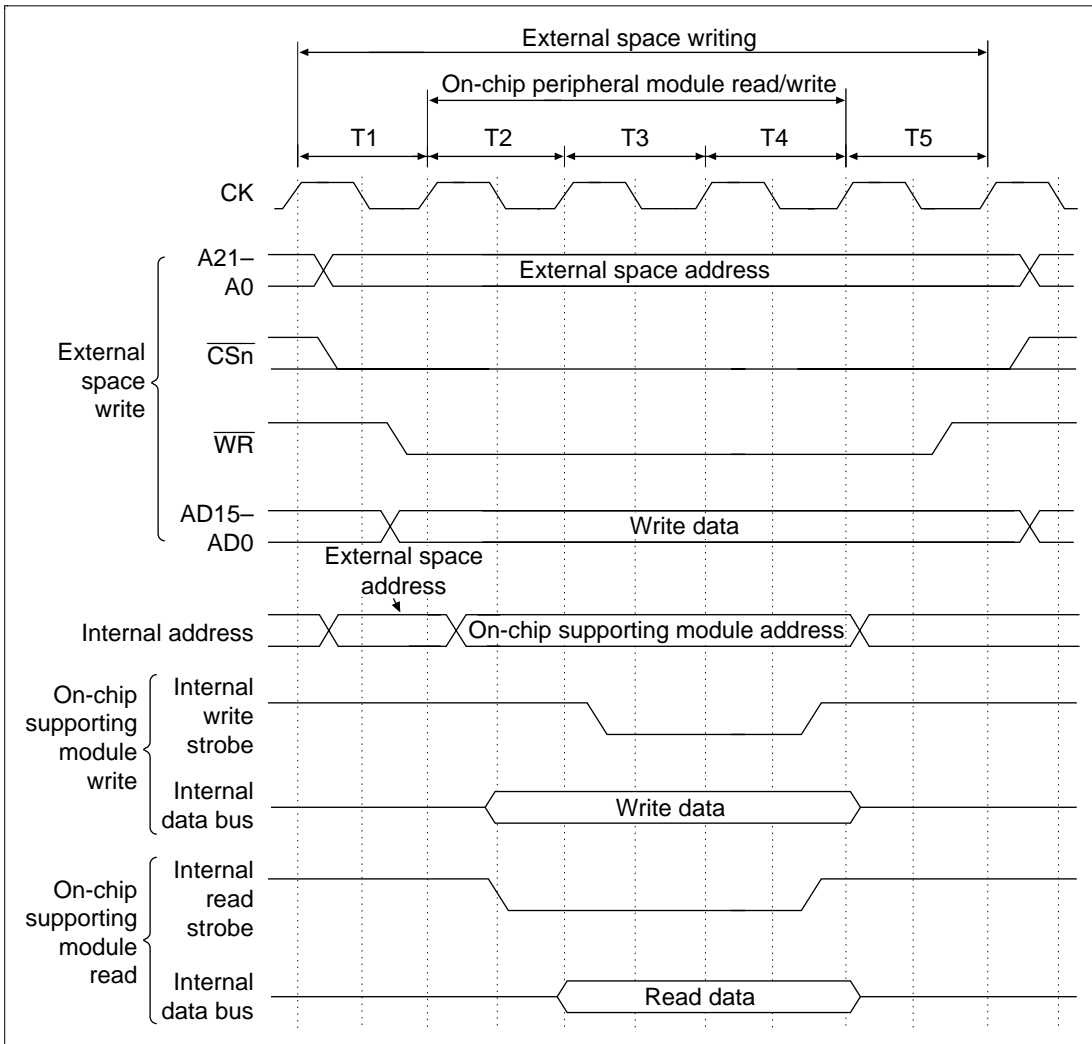 External space writing
On-chip peripheral module read/write
T1 T2 T3 T4 T5
CK
A21–
A0
External space address
External
space
write
CSn
WR
AD15–
AD0
Write data
External space
address
Internal address
On-chip supporting module address
On-chip
supporting
module
write
Internal
write
strobe
Internal
data bus
Write data
On-chip
supporting
module
read
Internal
read
strobe
Internal
data bus
Read data